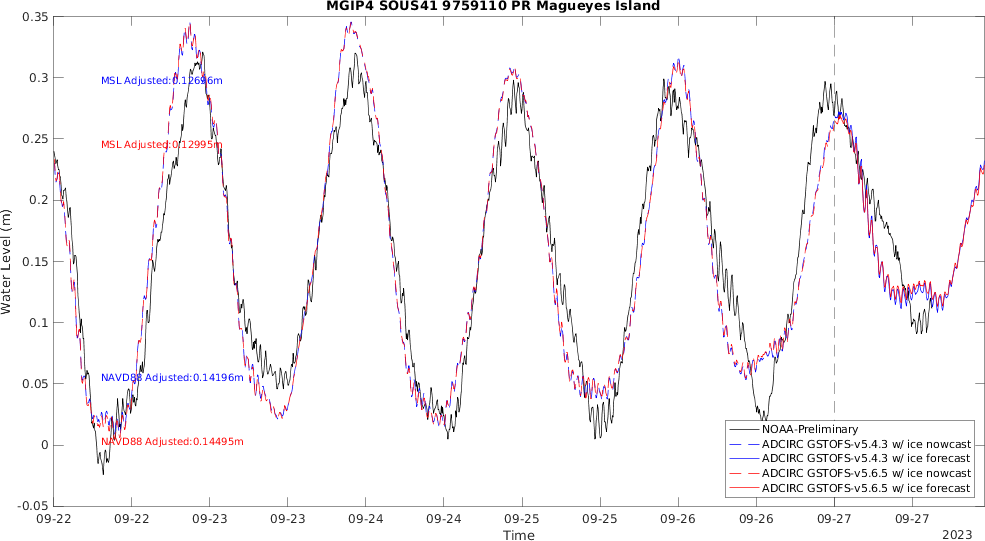 MGIP4 SOUS41 9759110 PR Magueyes Island
0.35
0.3
0.25
0.2
0.15
0.1
0.05
0
-0.05
Water Level (m)
MSL Adjusted:0.12696m
MSL Adjusted:0.12995m
NAVD88 Adjusted:0.14196m
NAVD88 Adjusted:0.14495m
NOAA-Preliminary
ADCIRC GSTOFS-v5.4.3 w/ ice nowcast
ADCIRC GSTOFS-v5.4.3 w/ ice forecast
ADCIRC GSTOFS-v5.6.5 w/ ice nowcast
ADCIRC GSTOFS-v5.6.5 w/ ice forecast
09-22 09-22 09-23 09-23 09-24 09-24 09-25 09-25 09-26 09-26 09-27 09-27
Time
2023